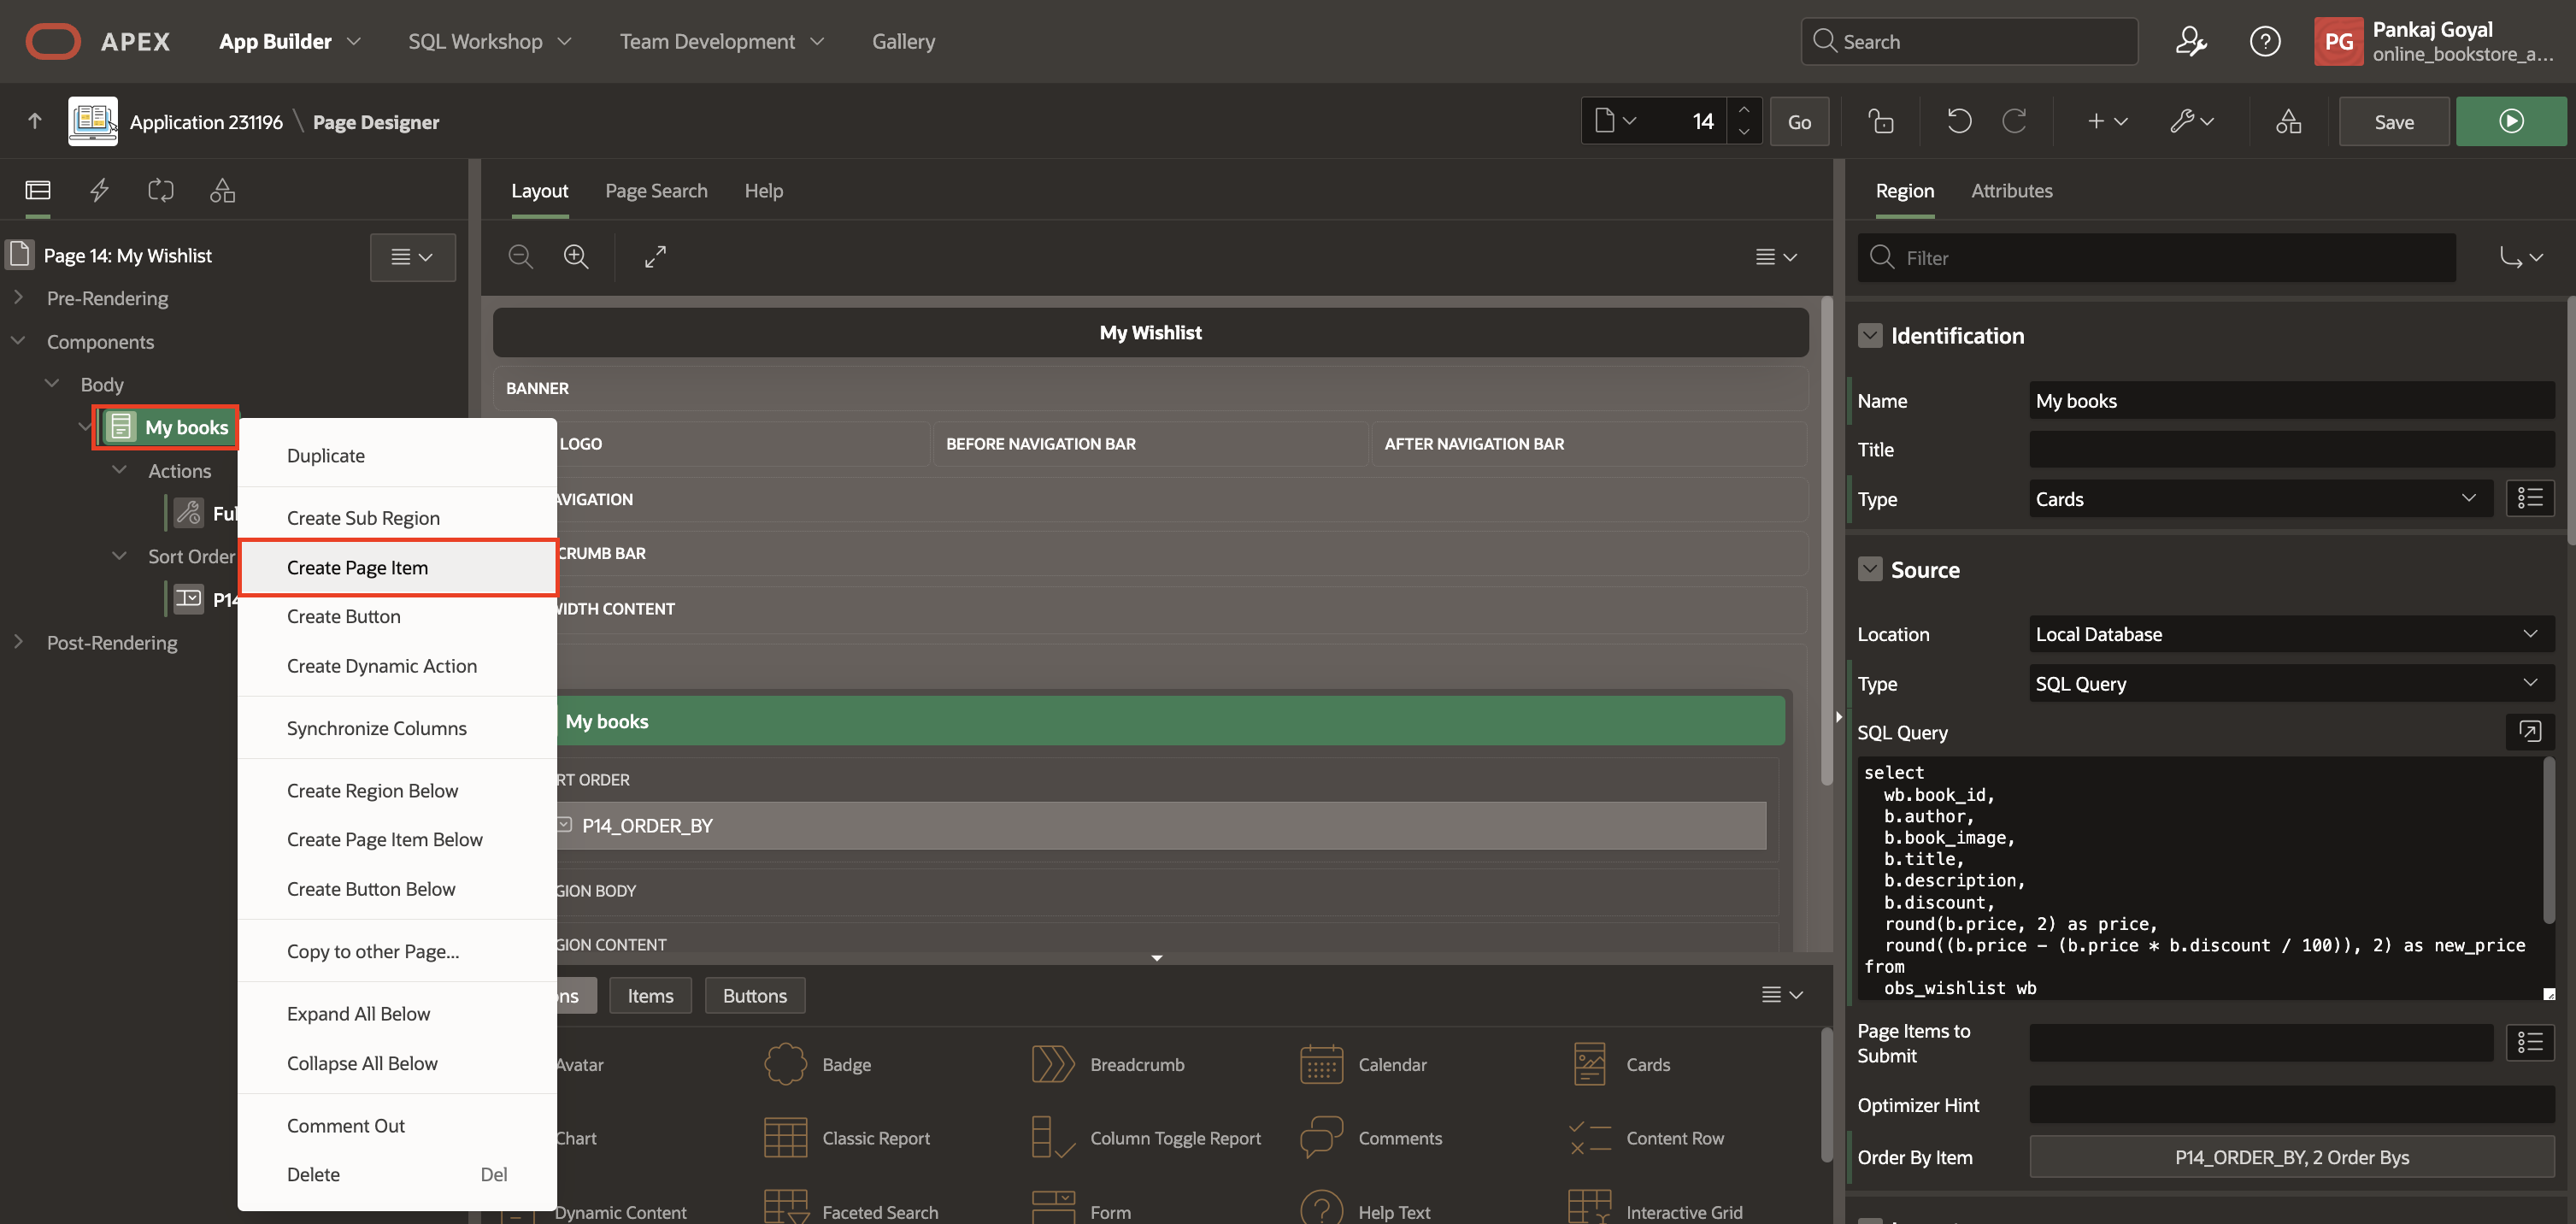 APEX App Builder SQL Workshop Team Development Gallery Search PG Pankaj Goyal
online_bookstore_a...
Application 231196 \ Page Designer 14 Go Save
Layout Page Search Help
Region Attributes
Page 14: My Wishlist
Filter
Pre-Rendering
Components
Body
My books
Actions
Sort Order
P14
Post-Rendering
Duplicate
Create Sub Region
Create Page Item
Create Button
Create Dynamic Action
Synchronize Columns
Create Region Below
Create Page Item Below
Create Button Below
Copy to other Page...
Expand All Below
Collapse All Below
Comment Out
Delete Del
My Wishlist
BANNER
LOGO BEFORE NAVIGATION BAR AFTER NAVIGATION BAR
AVIGATION
CRUMB BAR
WIDTH CONTENT
My books
RT ORDER
P14_ORDER_BY
GION BODY
GION CONTENT
ons Items Buttons
Avatar Badge Breadcrumb Calendar Cards
Chart Classic Report Column Toggle Report Comments Content Row
Dynamic Content Faceted Search Form Help Text Interactive Grid
Identification
Name My books
Title
Type Cards
Source
Location Local Database
Type SQL Query
SQL Query
select
wb.book_id,
b.author,
b.book_image,
b.title,
b.description,
b.discount,
round(b.price, 2) as price,
round((b.price - (b.price * b.discount / 100)), 2) as new_price
from
obs_wishlist wb
Page Items to
Submit
Optimizer Hint
Order By Item P14_ORDER_BY, 2 Order Bys